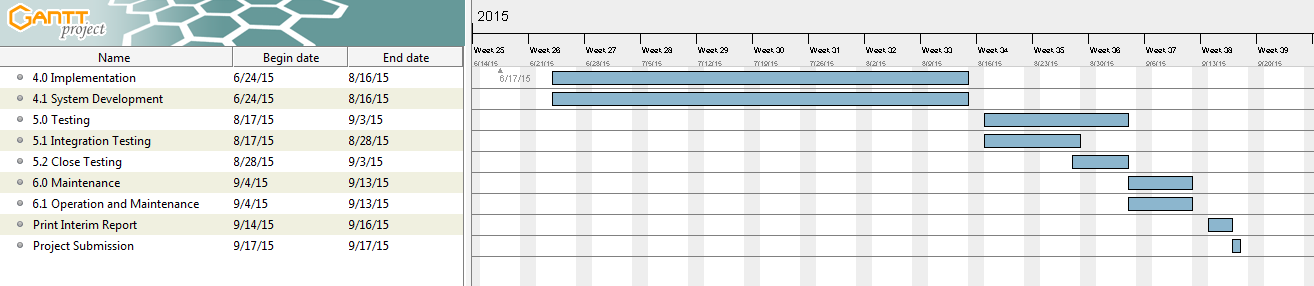 GANTT
project
2015
Name Begin date End date
Week 25 Week 26 Week 27 Week 28 Week 29 Week 30 Week 31 Week 32 Week 33 Week 34 Week 35 Week 36 Week 37 Week 38 Week 39
6/14/15 6/21/15 6/28/15 7/5/15 7/12/15 7/19/15 7/26/15 8/2/15 8/9/15 8/16/15 8/23/15 8/30/15 9/6/15 9/13/15 9/20/15
6/17/15
4.0 Implementation 6/24/15 8/16/15
4.1 System Development 6/24/15 8/16/15
5.0 Testing 8/17/15 9/3/15
5.1 Integration Testing 8/17/15 8/28/15
5.2 Close Testing 8/28/15 9/3/15
6.0 Maintenance 9/4/15 9/13/15
6.1 Operation and Maintenance 9/4/15 9/13/15
Print Interim Report 9/14/15 9/16/15
Project Submission 9/17/15 9/17/15